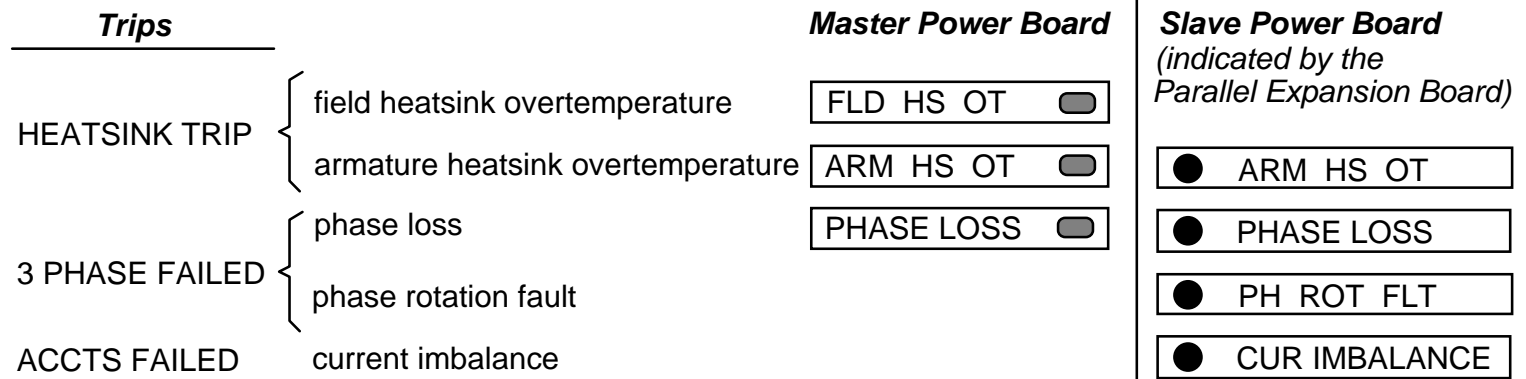 Trips
Master Power Board
Slave Power Board
(indicated by the
Parallel Expansion Board)
HEATSINK TRIP
field heatsink overtemperature
FLD HS OT
armature heatsink overtemperature
ARM HS OT
ARM HS OT
3 PHASE FAILED
phase loss
PHASE LOSS
PHASE LOSS
phase rotation fault
PH ROT FLT
ACCTS FAILED
current imbalance
CUR IMBALANCE